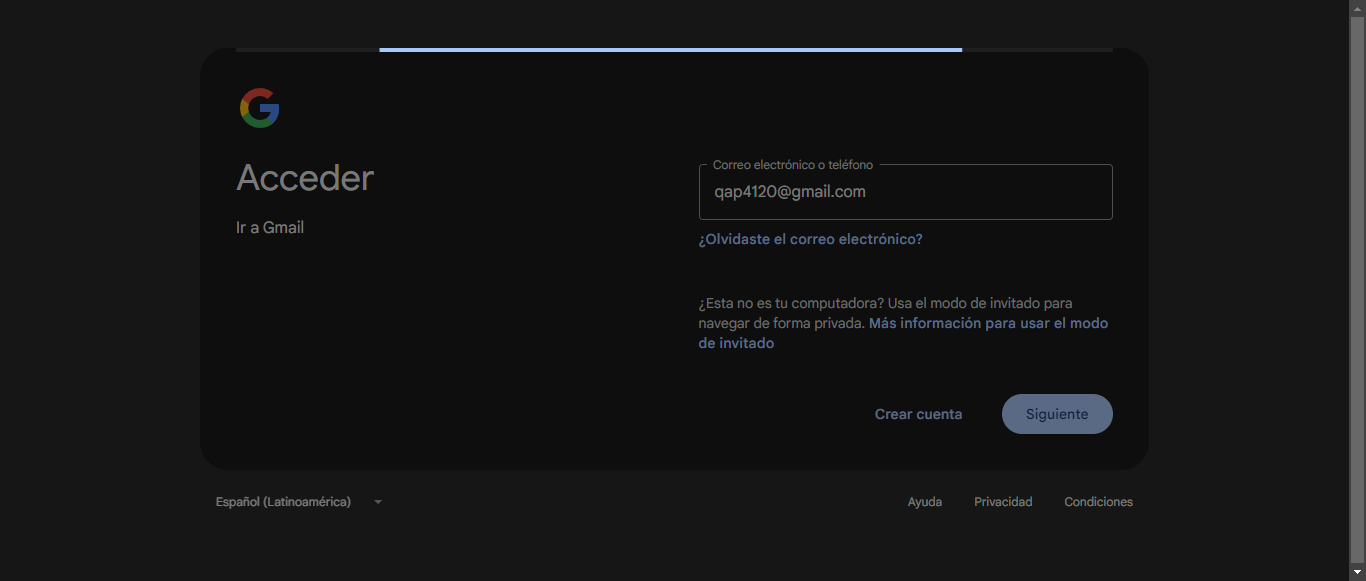 Acceder
Ir a Gmail
Correo electrónico o teléfono
qap4120@gmail.com
¿Olvidaste el correo electrónico?
¿Esta no es tu computadora? Usa el modo de invitado para
navegar de forma privada. Más información para usar el modo
de invitado
Crear cuenta
Siguiente
Español (Latinoamérica)
Ayuda
Privacidad
Condiciones